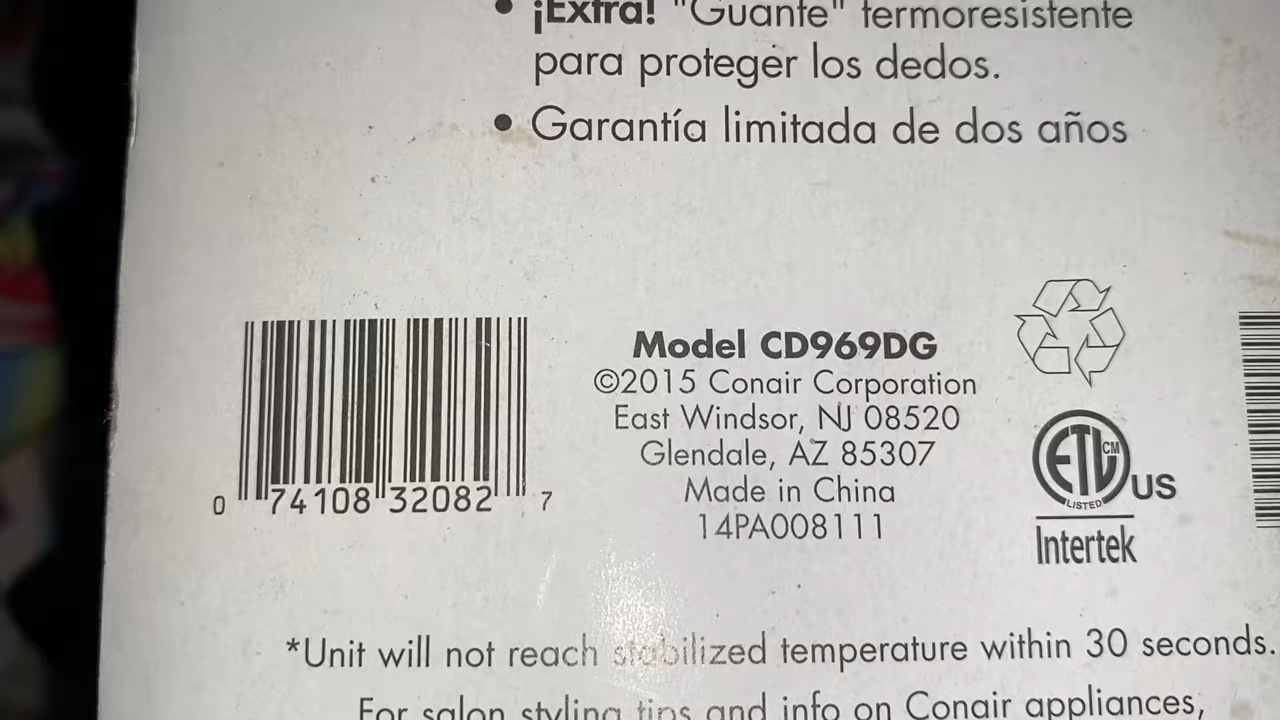 • ¡Extra! "Guante" termoresistente
para proteger los dedos.
• Garantía limitada de dos años
Model CD969DG
©2015 Conair Corporation
East Windsor, NJ 08520
Glendale, AZ 85307
Made in China
14PA008111
0 74108 32082 7
ETL CM
LISTED
US
Intertek
*Unit will not reach stabilized temperature within 30 seconds.
For salon styling tips and info on Conair appliances,